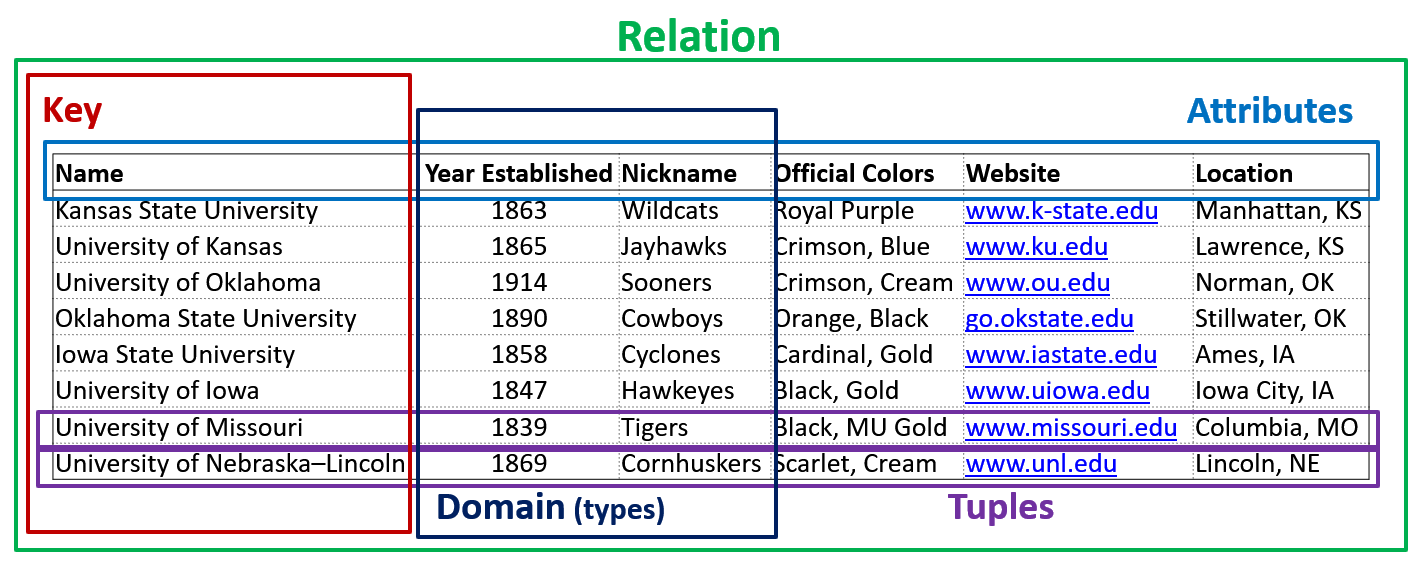 Relation
Key
Attributes
Name Year Established Nickname Official Colors Website Location
Kansas State University 1863 Wildcats Royal Purple www.k-state.edu Manhattan, KS
University of Kansas 1865 Jayhawks Crimson, Blue www.ku.edu Lawrence, KS
University of Oklahoma 1914 Sooners Crimson, Cream www.ou.edu Norman, OK
Oklahoma State University 1890 Cowboys Orange, Black go.okstate.edu Stillwater, OK
Iowa State University 1858 Cyclones Cardinal, Gold www.iastate.edu Ames, IA
University of Iowa 1847 Hawkeyes Black, Gold www.uiowa.edu Iowa City, IA
University of Missouri 1839 Tigers Black, MU Gold www.missouri.edu Columbia, MO
University of Nebraska–Lincoln 1869 Cornhuskers Scarlet, Cream www.unl.edu Lincoln, NE
Domain (types)
Tuples